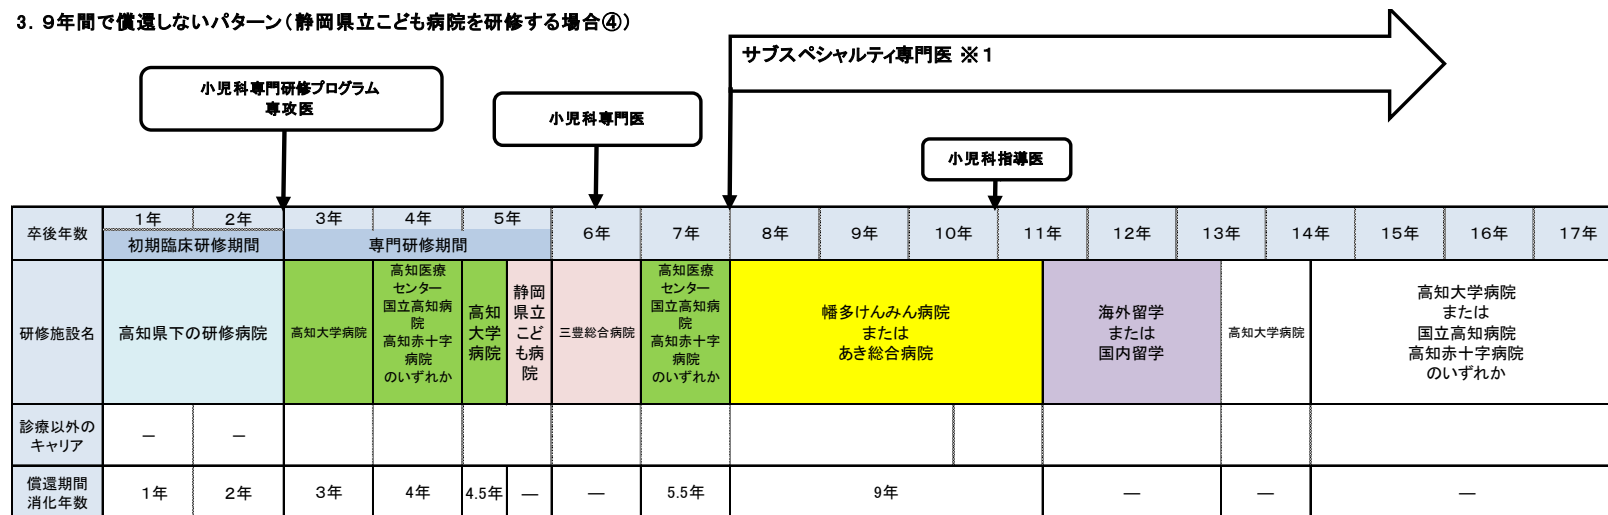 3. 9年間で償還しないパターン(静岡県立こども病院を研修する場合④)
サブスペシャルティ専門医 ※1
小児科専門研修プログラム
専攻医
小児科専門医
小児科指導医
卒後年数
1年
2年
3年
4年
5年
6年
7年
8年
9年
10年
11年
12年
13年
14年
15年
16年
17年
初期臨床研修期間
専門研修期間
研修施設名
高知県下の研修病院
高知大学病院
高知医療
センター
国立高知病
院
高知赤十字
病院
のいずれか
高知
大学
病院
静岡
県立
こど
も病
院
三豊総合病院
高知医療
センター
国立高知病
院
高知赤十字
病院
のいずれか
幡多けんみん病院
または
あき総合病院
海外留学
または
国内留学
高知大学病院
高知大学病院
または
国立高知病院
高知赤十字病院
のいずれか
診療以外の
キャリア
—
—
償還期間
消化年数
1年
2年
3年
4年
4.5年
—
—
5.5年
9年
—
—
—